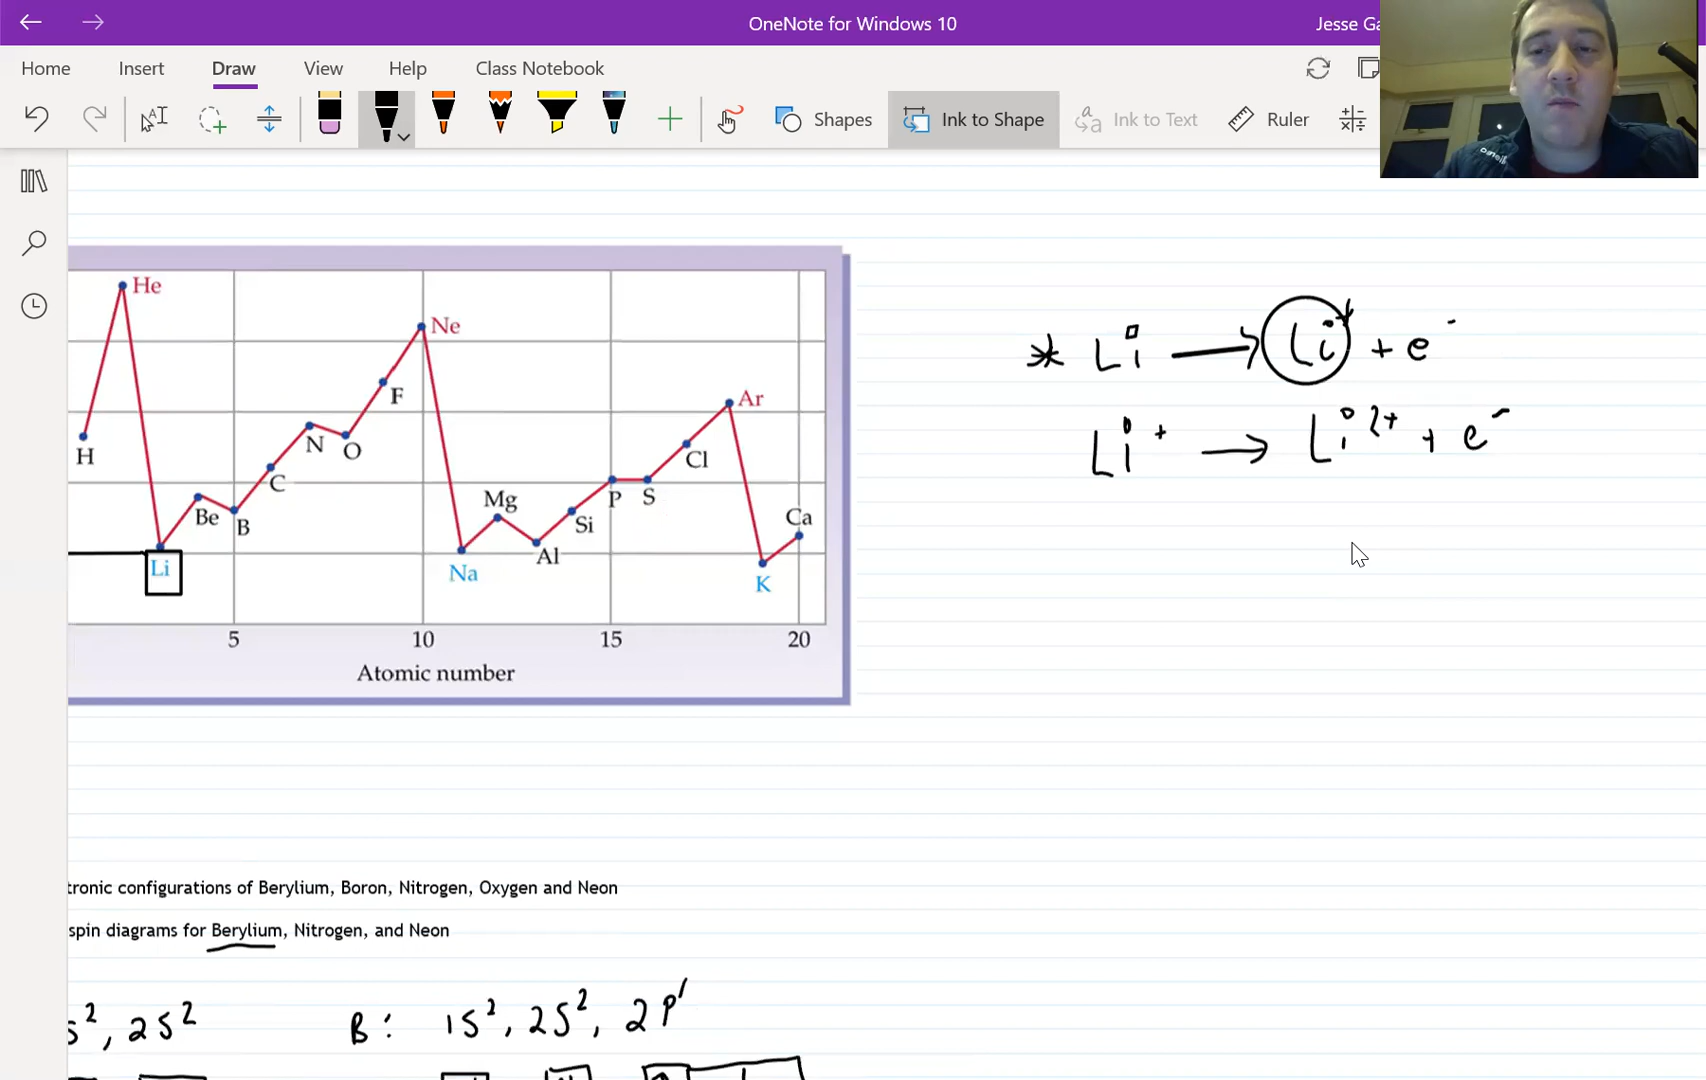 OneNote for Windows 10
Jesse Ga
Home Insert Draw View Help Class Notebook
Shapes Ink to Shape Ink to Text Ruler
o'neill
He
Ne
F
Ar
H
N
O
Cl
C
Mg
P
S
Be
B
Si
Ca
Al
Li
Na
K
5 10 15 20
Atomic number
* Li → Li+ + e-
Li+ → Li2+ + e-
tronic configurations of Berylium, Boron, Nitrogen, Oxygen and Neon
spin diagrams for Berylium, Nitrogen, and Neon
s², 2s² B: 1s², 2s², 2p¹